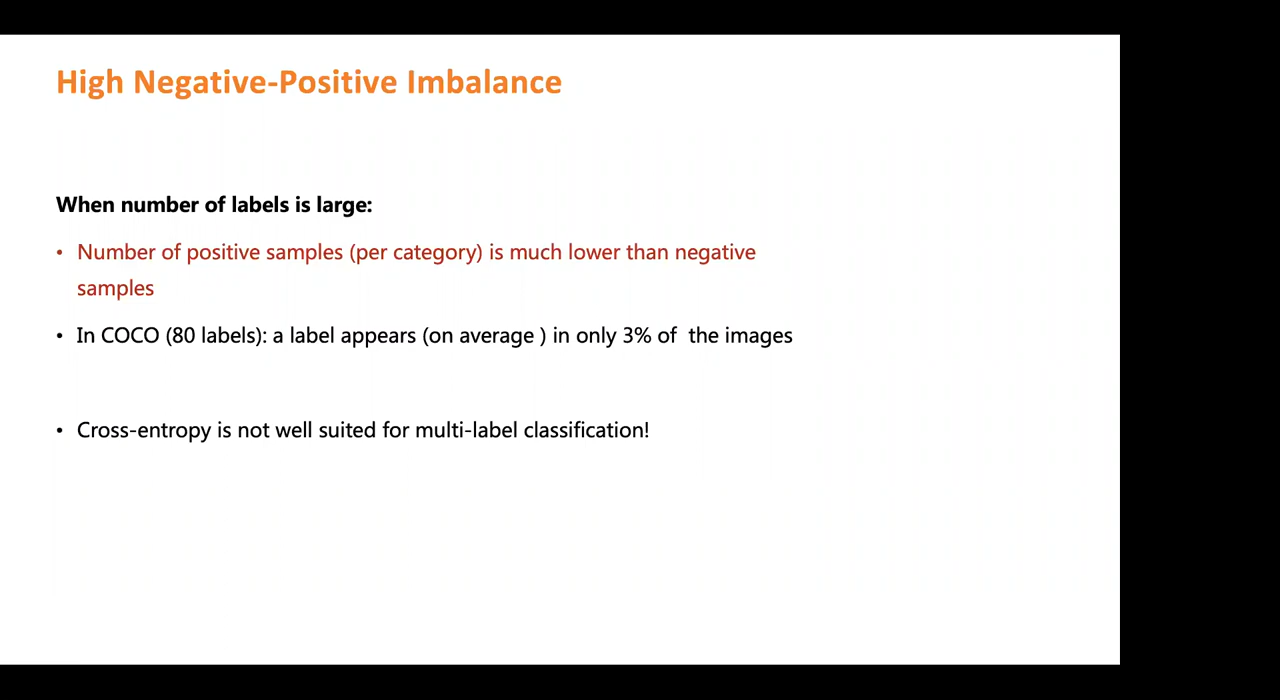 High Negative-Positive Imbalance
When number of labels is large:
• Number of positive samples (per category) is much lower than negative
samples
• In COCO (80 labels): a label appears (on average ) in only 3% of  the images
• Cross-entropy is not well suited for multi-label classification!